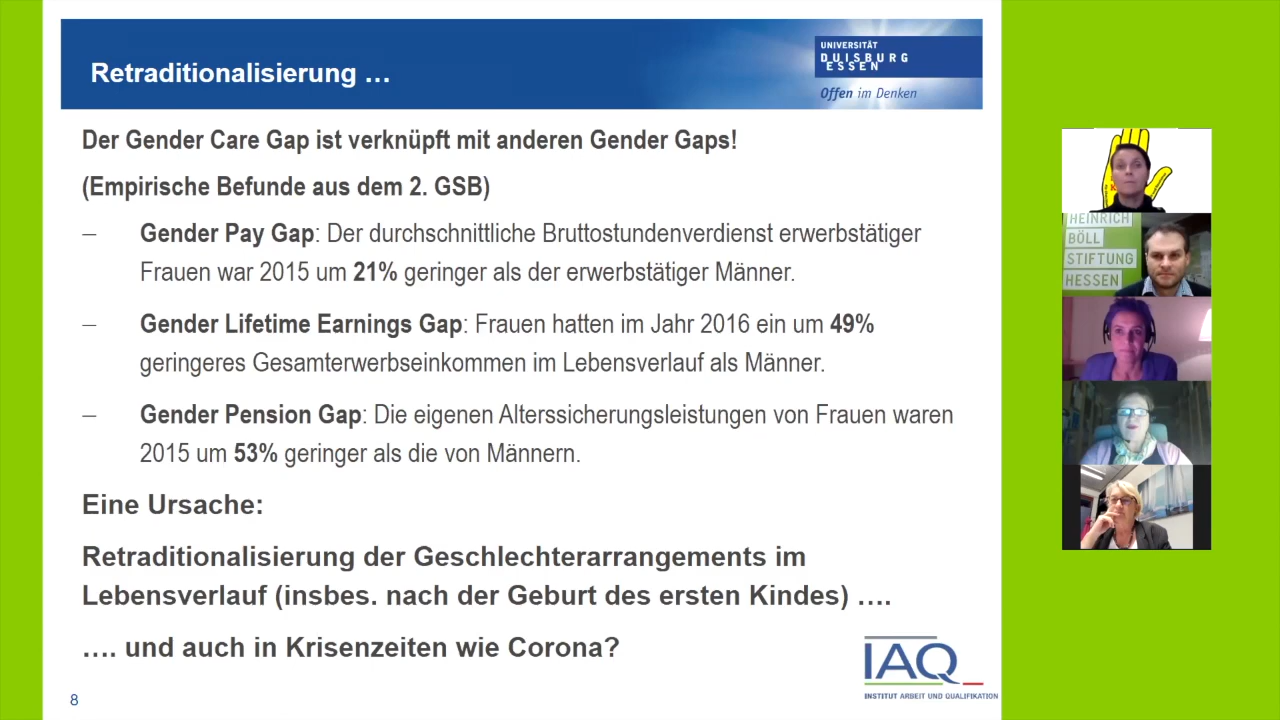 Retraditionalisierung …
UNIVERSITÄT
DUISBURG
ESSEN
Offen im Denken
Der Gender Care Gap ist verknüpft mit anderen Gender Gaps!
(Empirische Befunde aus dem 2. GSB)
– Gender Pay Gap: Der durchschnittliche Bruttostundenverdienst erwerbstätiger
Frauen war 2015 um 21% geringer als der erwerbstätiger Männer.
– Gender Lifetime Earnings Gap: Frauen hatten im Jahr 2016 ein um 49%
geringeres Gesamterwerbseinkommen im Lebensverlauf als Männer.
– Gender Pension Gap: Die eigenen Alterssicherungsleistungen von Frauen waren
2015 um 53% geringer als die von Männern.
Eine Ursache:
Retraditionalisierung der Geschlechterarrangements im
Lebensverlauf (insbes. nach der Geburt des ersten Kindes) ….
…. und auch in Krisenzeiten wie Corona?
IAQ
INSTITUT ARBEIT UND QUALIFIKATION
8
HEINRICH
BÖLL
STIFTUNG
HESSEN